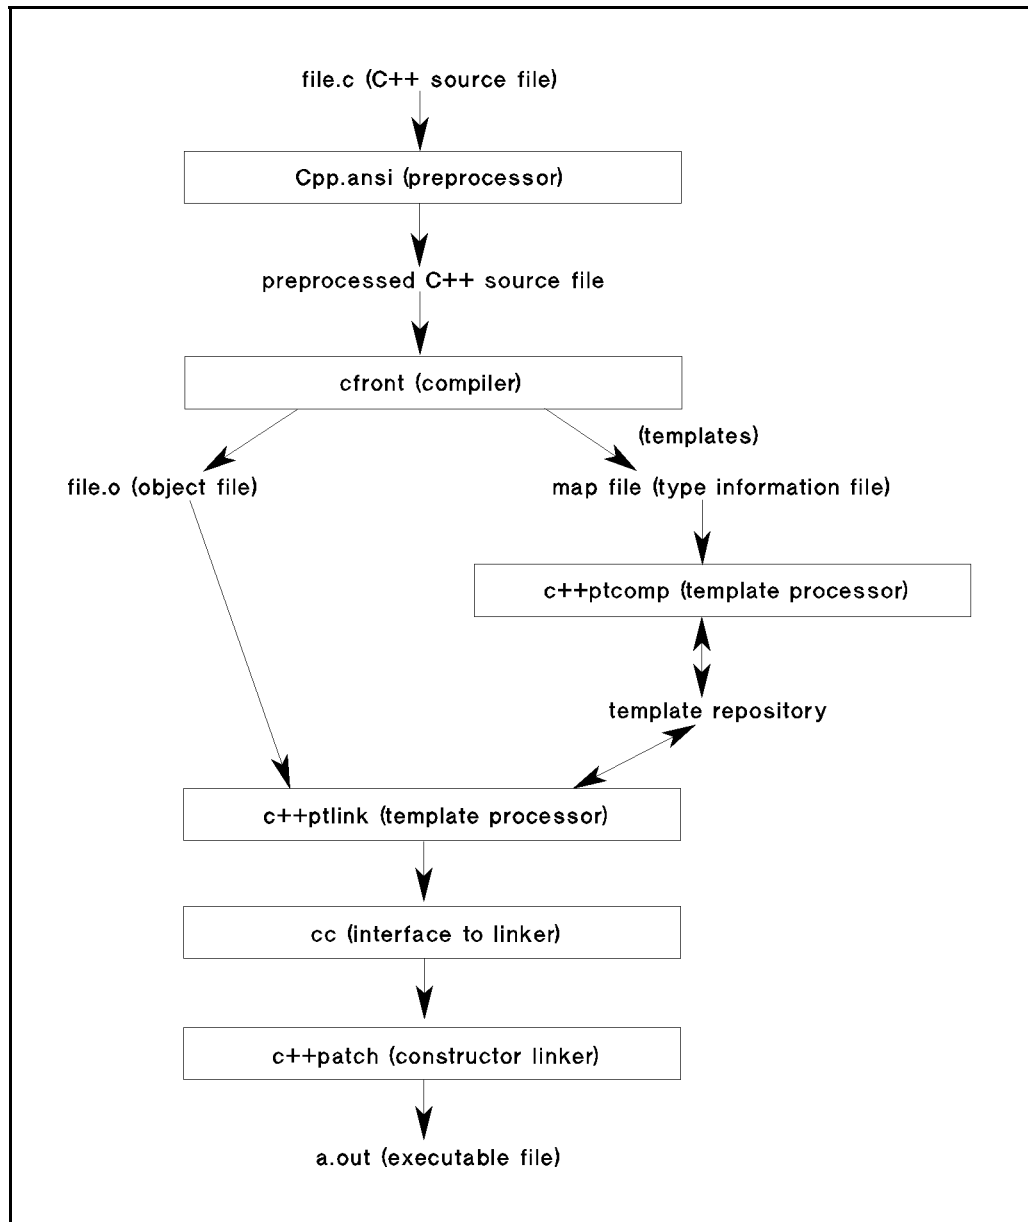 file.c (C++ source file)
Cpp.ansi (preprocessor)
preprocessed C++ source file
cfront (compiler)
(templates)
file.o (object file)
map file (type information file)
c++ptcomp (template processor)
template repository
c++ptlink (template processor)
cc (interface to linker)
c++patch (constructor linker)
a.out (executable file)